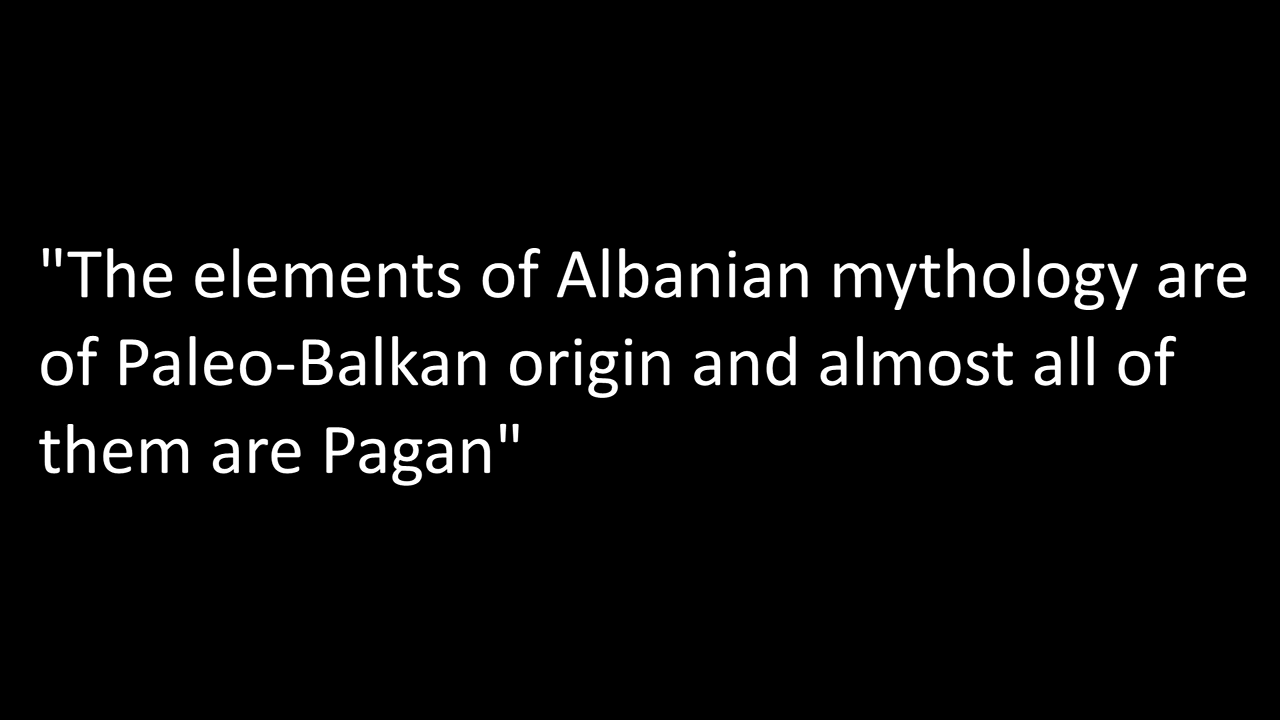 "The elements of Albanian mythology are
of Paleo-Balkan origin and almost all of
them are Pagan"